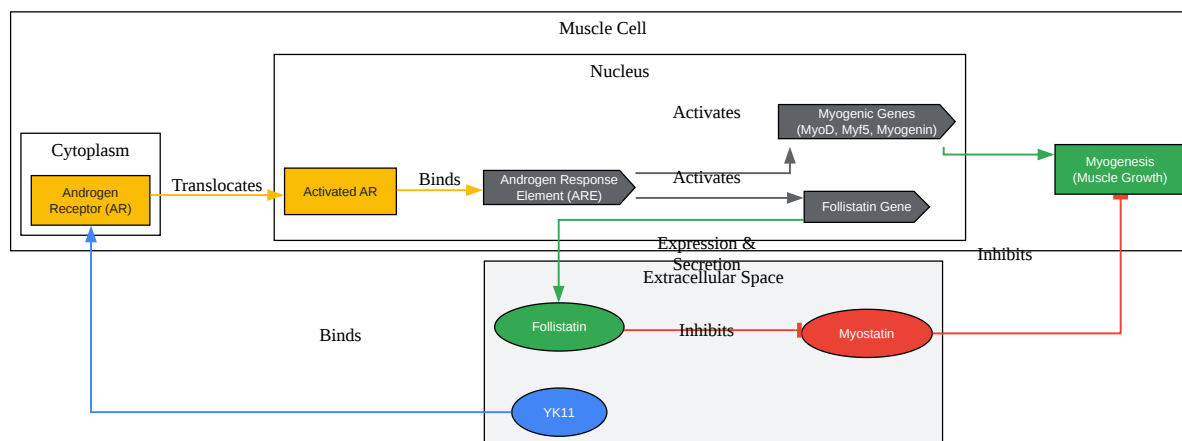 Muscle Cell
Nucleus
Activates
Myogenic Genes
(MyoD, Myf5, Myogenin)
Cytoplasm
Myogenesis
(Muscle Growth)
Androgen
Receptor (AR)
Translocates
Activated AR
Binds
Androgen Response
Element (ARE)
Activates
Follistatin Gene
Expression &
Secretion
Inhibits
Extracellular Space
Follistatin
Inhibits
Myostatin
Binds
YK11